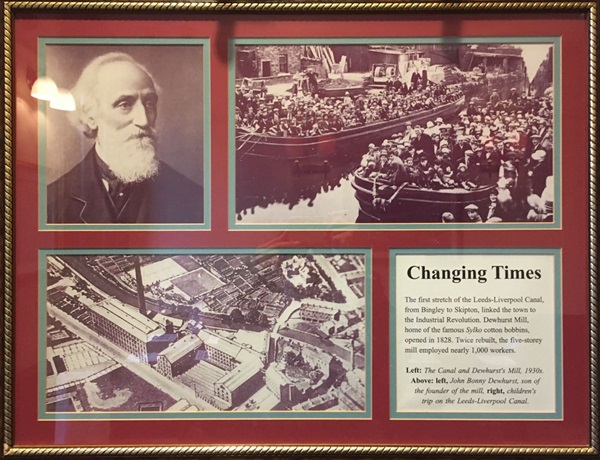 Changing Times
The first stretch of the Leeds-Liverpool Canal,
from Bingley to Skipton, linked the town to
the Industrial Revolution. Dewhurst Mill,
home of the famous Sylko cotton bobbins,
opened in 1828. Twice rebuilt, the five-storey
mill employed nearly 1,000 workers.
Left: The Canal and Dewhurst's Mill, 1930s.
Above: left, John Bonny Dewhurst, son of
the founder of the mill. right, children's
trip on the Leeds-Liverpool Canal.